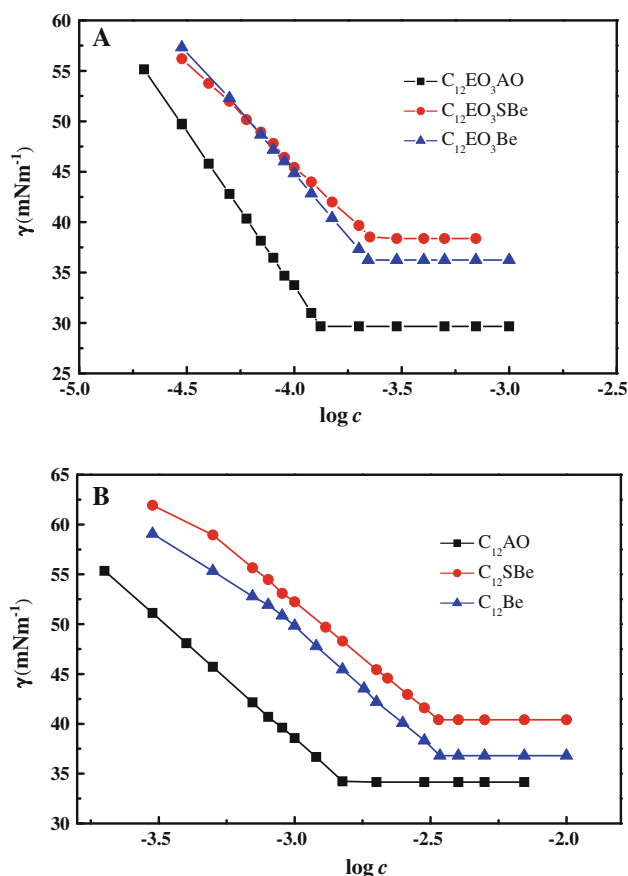 A
C₁₂EO₃AO
C₁₂EO₃SBe
C₁₂EO₃Be
γ(mNm⁻¹)
60
55
50
45
40
35
30
25
-5.0 -4.5 -4.0 -3.5 -3.0 -2.5
log c
B
C₁₂AO
C₁₂SBe
C₁₂Be
γ(mNm⁻¹)
65
60
55
50
45
40
35
30
-3.5 -3.0 -2.5 -2.0
log c